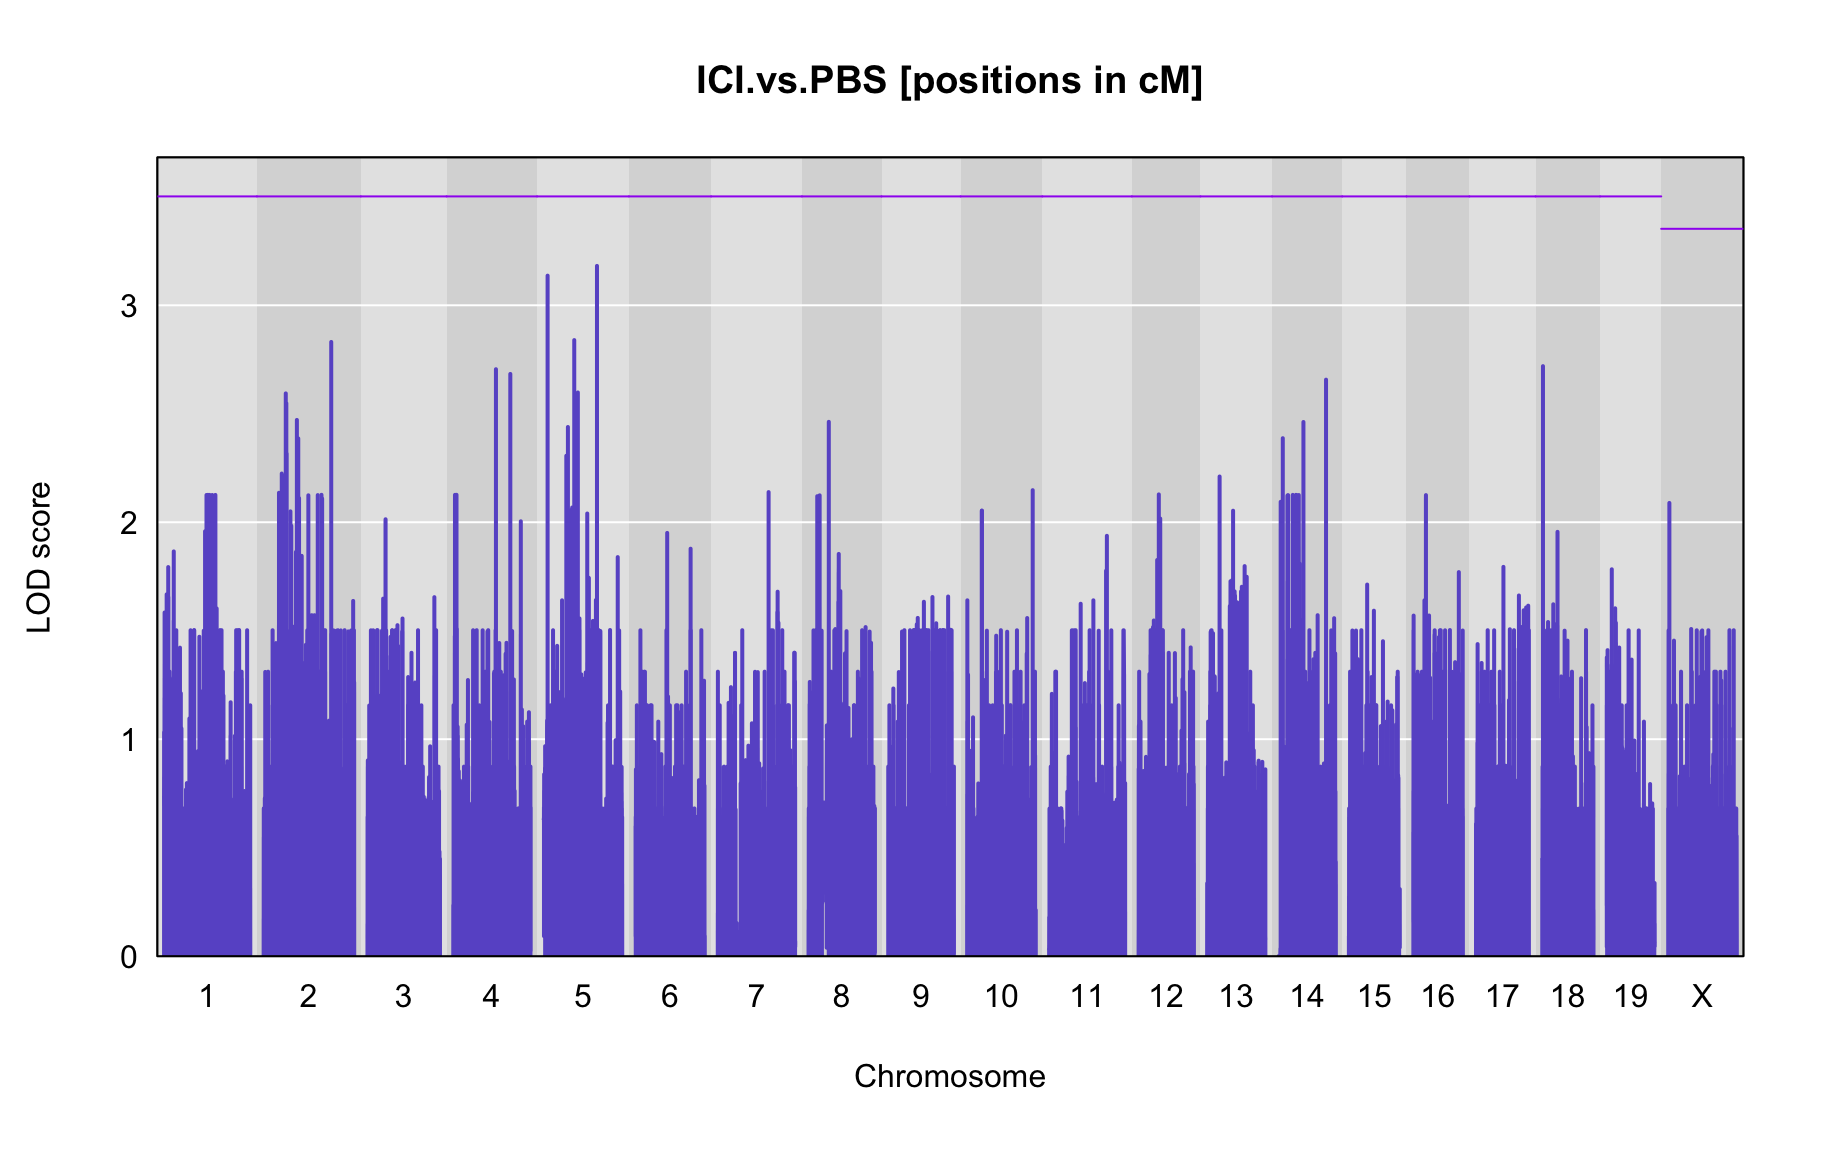 ICI.vs.PBS [positions in cM]
LOD score
3
2
1
0
1 2 3 4 5 6 7 8 9 10 11 12 13 14 15 16 17 18 19 X
Chromosome